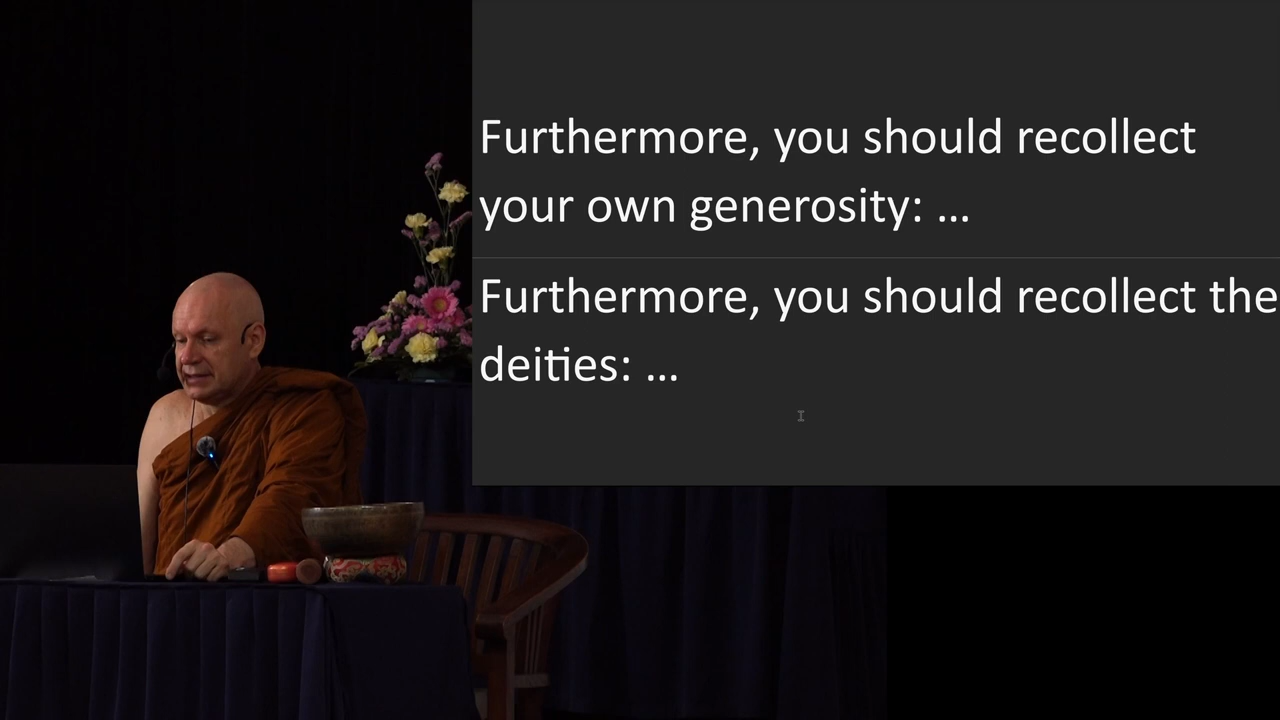 Furthermore, you should recollect
your own generosity: ...
Furthermore, you should recollect the
deities: ...